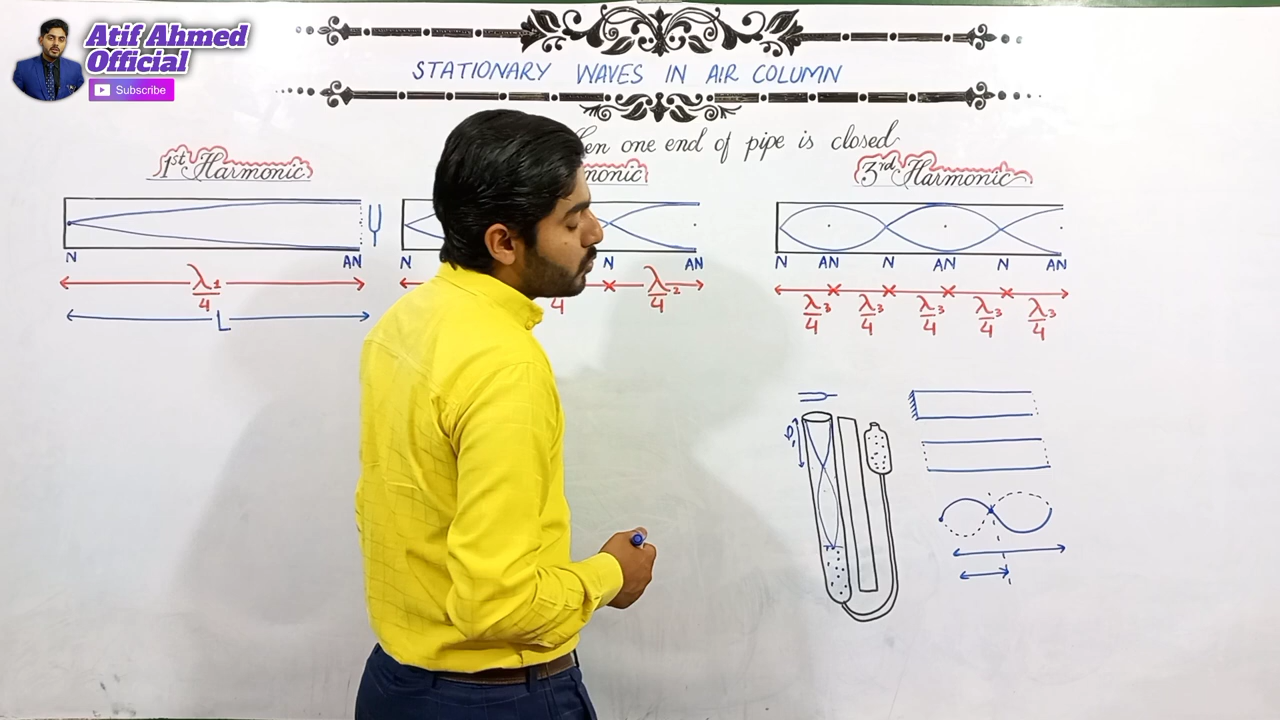 Atif Ahmed
Official
Subscribe
STATIONARY WAVES IN AIR COLUMN
one end of pipe is closed
1st Harmonic
3rd Harmonic
N AN
N N AN
N AN N AN N AN
λ1/4
4 λ2/4
λ3/4 λ3/4 λ3/4 λ3/4 λ3/4
L